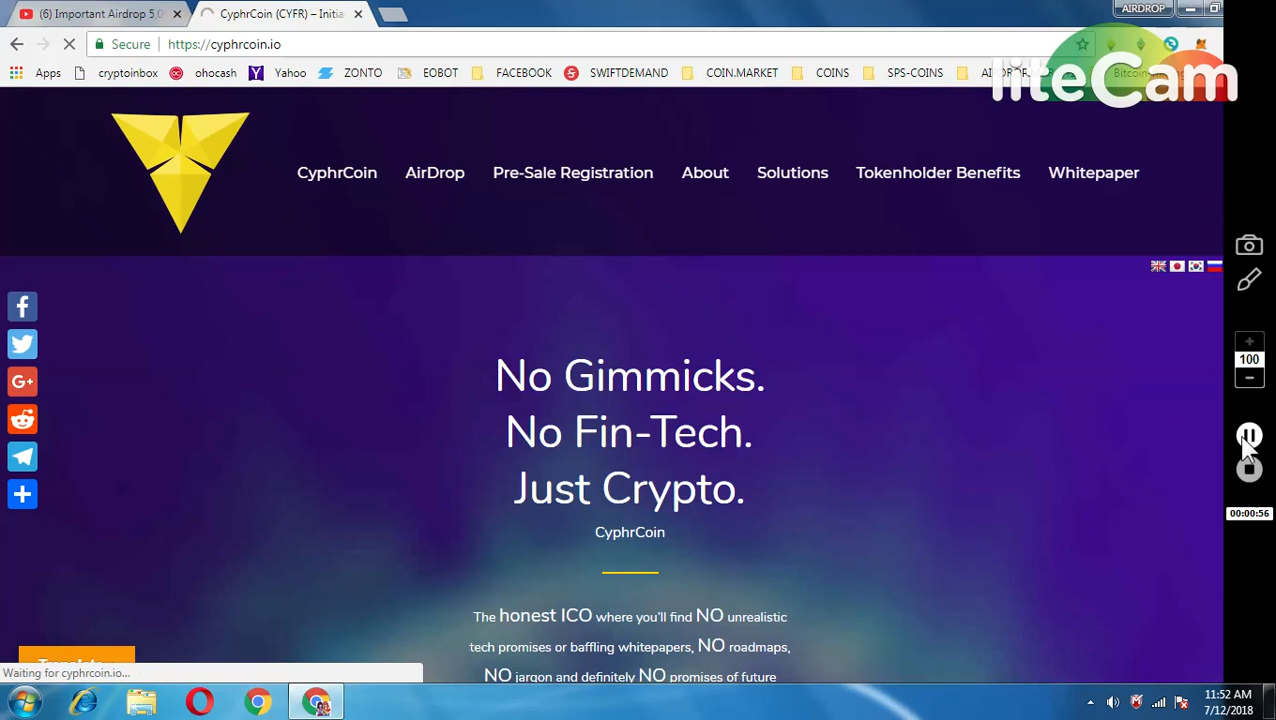 (6) Important Airdrop 5,0
CyphrCoin (CYFR) – Initia
AIRDROP
Secure
https://cyphrcoin.io
Apps
cryptoinbox
ohocash
Yahoo
ZONTO
EOBOT
FACEBOOK
SWIFTDEMAND
COIN.MARKET
COINS
SPS-COINS
liteCam
CyphrCoin
AirDrop
Pre-Sale Registration
About
Solutions
Tokenholder Benefits
Whitepaper
No Gimmicks.
No Fin-Tech.
Just Crypto.
CyphrCoin
The honest ICO where you'll find NO unrealistic
tech promises or baffling whitepapers, NO roadmaps,
NO jargon and definitely NO promises of future
100
00:00:56
Waiting for cyphrcoin.io...
11:52 AM
7/12/2018